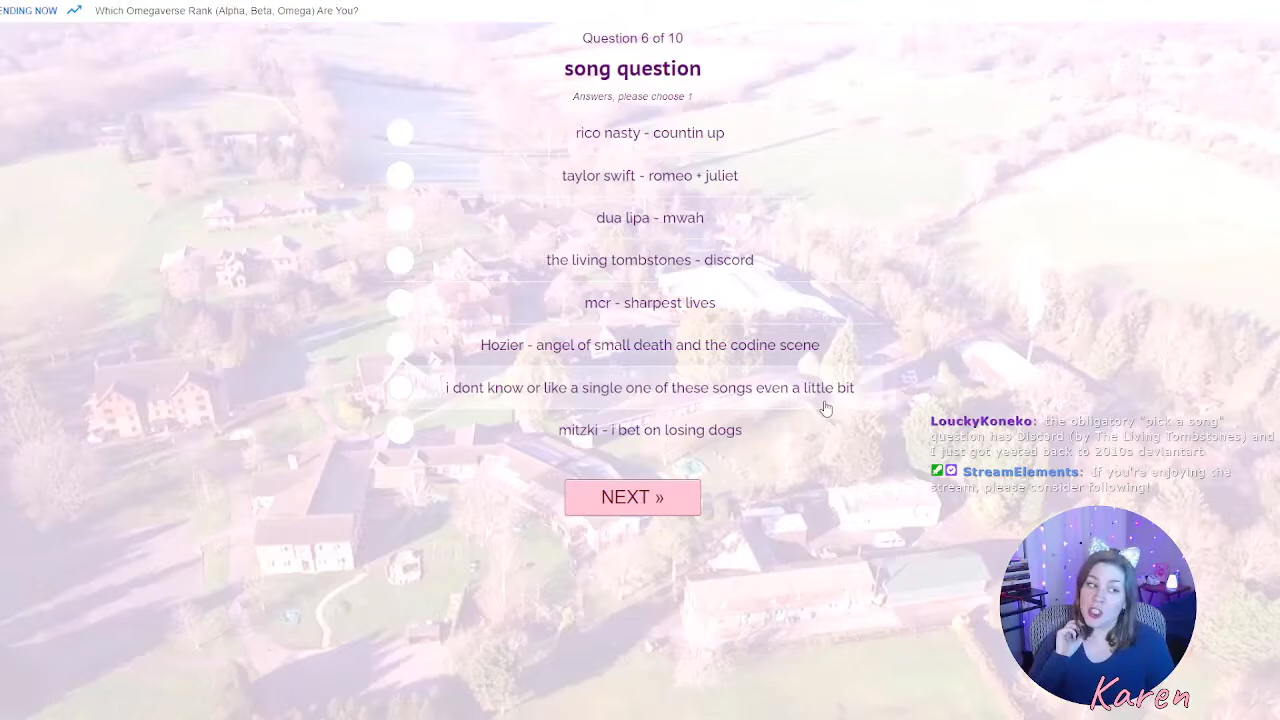 ENDING NOW Which Omegaverse Rank (Alpha, Beta, Omega) Are You?
Question 6 of 10
song question
Answers, please choose 1
rico nasty - countin up
taylor swift - romeo + juliet
dua lipa - mwah
the living tombstones - discord
mcr - sharpest lives
Hozier - angel of small death and the codine scene
i dont know or like a single one of these songs even a little bit
mitzki - i bet on losing dogs
NEXT »
LouckyKoneko: the obligatory "pick a song"
question has Discord (by The Living Tombstones) and
I just got yeeted back to 2010s deviantart
StreamElements: If you're enjoying the
stream, please consider following!
Karen